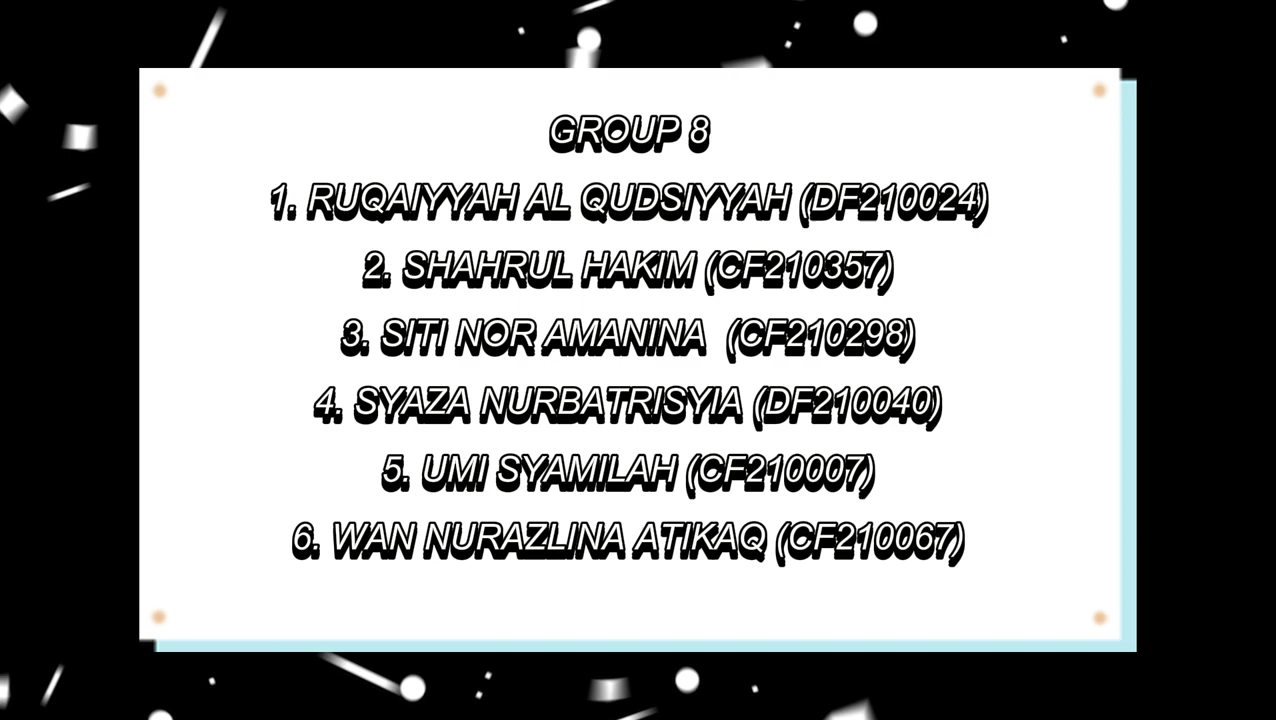 GROUP 8
1. RUQAIYYAH AL QUDSIYYAH (DF210024)
2. SHAHRUL HAKIM (CF210357)
3. SITI NOR AMANINA (CF210298)
4. SYAZA NURBATRISYIA (DF210040)
5. UMI SYAMILAH (CF210007)
6. WAN NURAZLINA ATIKAQ (CF210067)